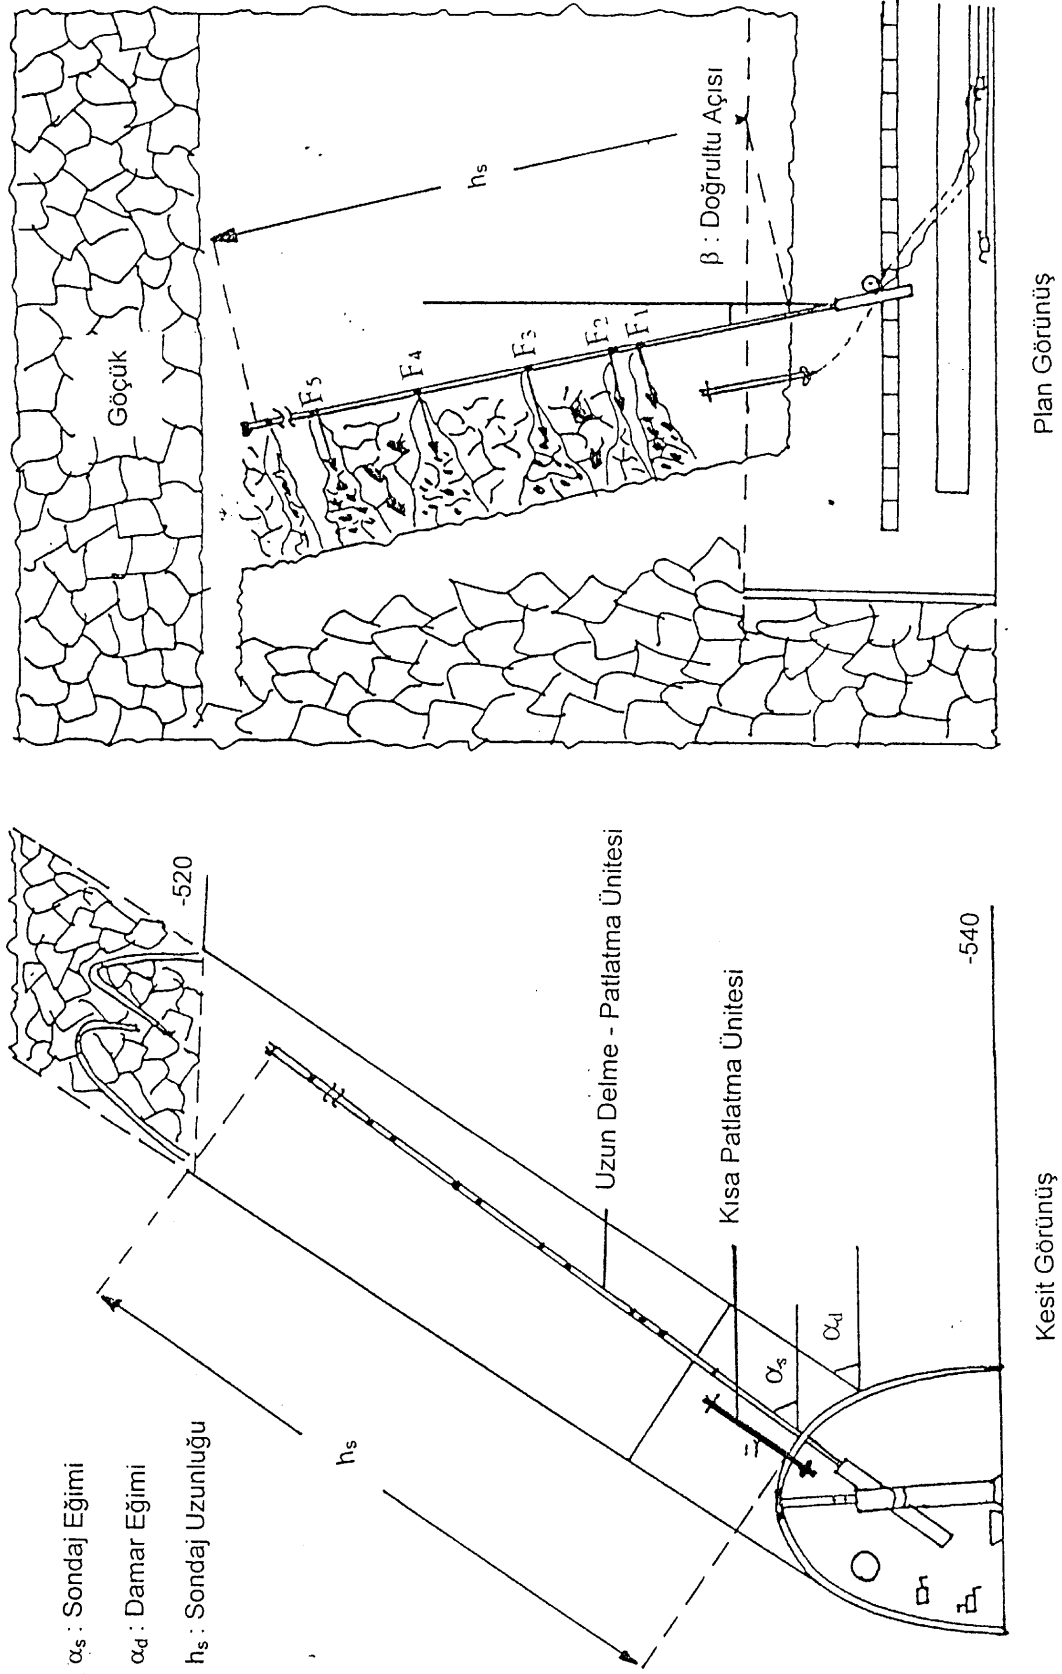 αs : Sondaj Eğimi
αd : Damar Eğimi
hs : Sondaj Uzunluğu
hs
-520
Uzun Delme - Patlatma Ünitesi
Kısa Patlatma Ünitesi
αs
αd
-540
Kesit Görünüş
Göçük
hs
β : Doğrultu Açısı
F5
F4
F3
F2
F1
Plan Görünüş